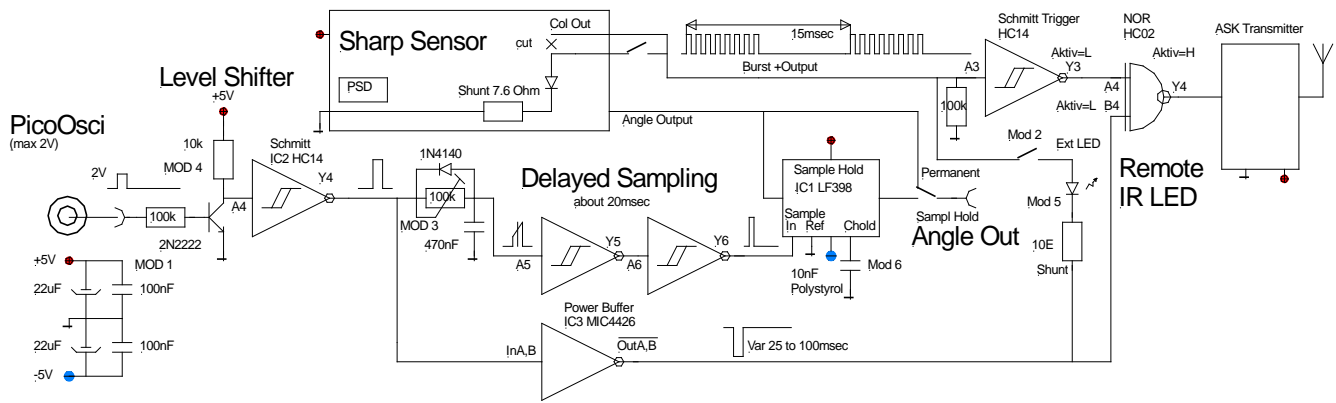 Sharp Sensor
Col Out
cut
PSD
Shunt 7.6 Ohm
15msec
Burst +Output
Angle Output
Schmitt Trigger
HC14
Aktiv=L
A3
Y3
100k
NOR
HC02
Aktiv=H
A4
Aktiv=L
B4
Y4
ASK Transmitter
Level Shifter
+5V
PicoOsci
(max 2V)
10k
MOD 4
2V
100k
A4
2N2222
MOD 1
Schmitt
IC2 HC14
Y4
1N4140
100k
MOD 3
470nF
Delayed Sampling
about 20msec
A5
Y5
A6
Y6
Sample Hold
IC1 LF398
Sample
In
Ref
Chold
10nF
Polystyrol
Mod 6
Permanent
Sampl Hold
Angle Out
Mod 2
Ext LED
Mod 5
Remote
IR LED
10E
Shunt
+5V
22uF
100nF
22uF
100nF
-5V
Power Buffer
IC3 MIC4426
InA,B
OutA,B
Var 25 to 100msec